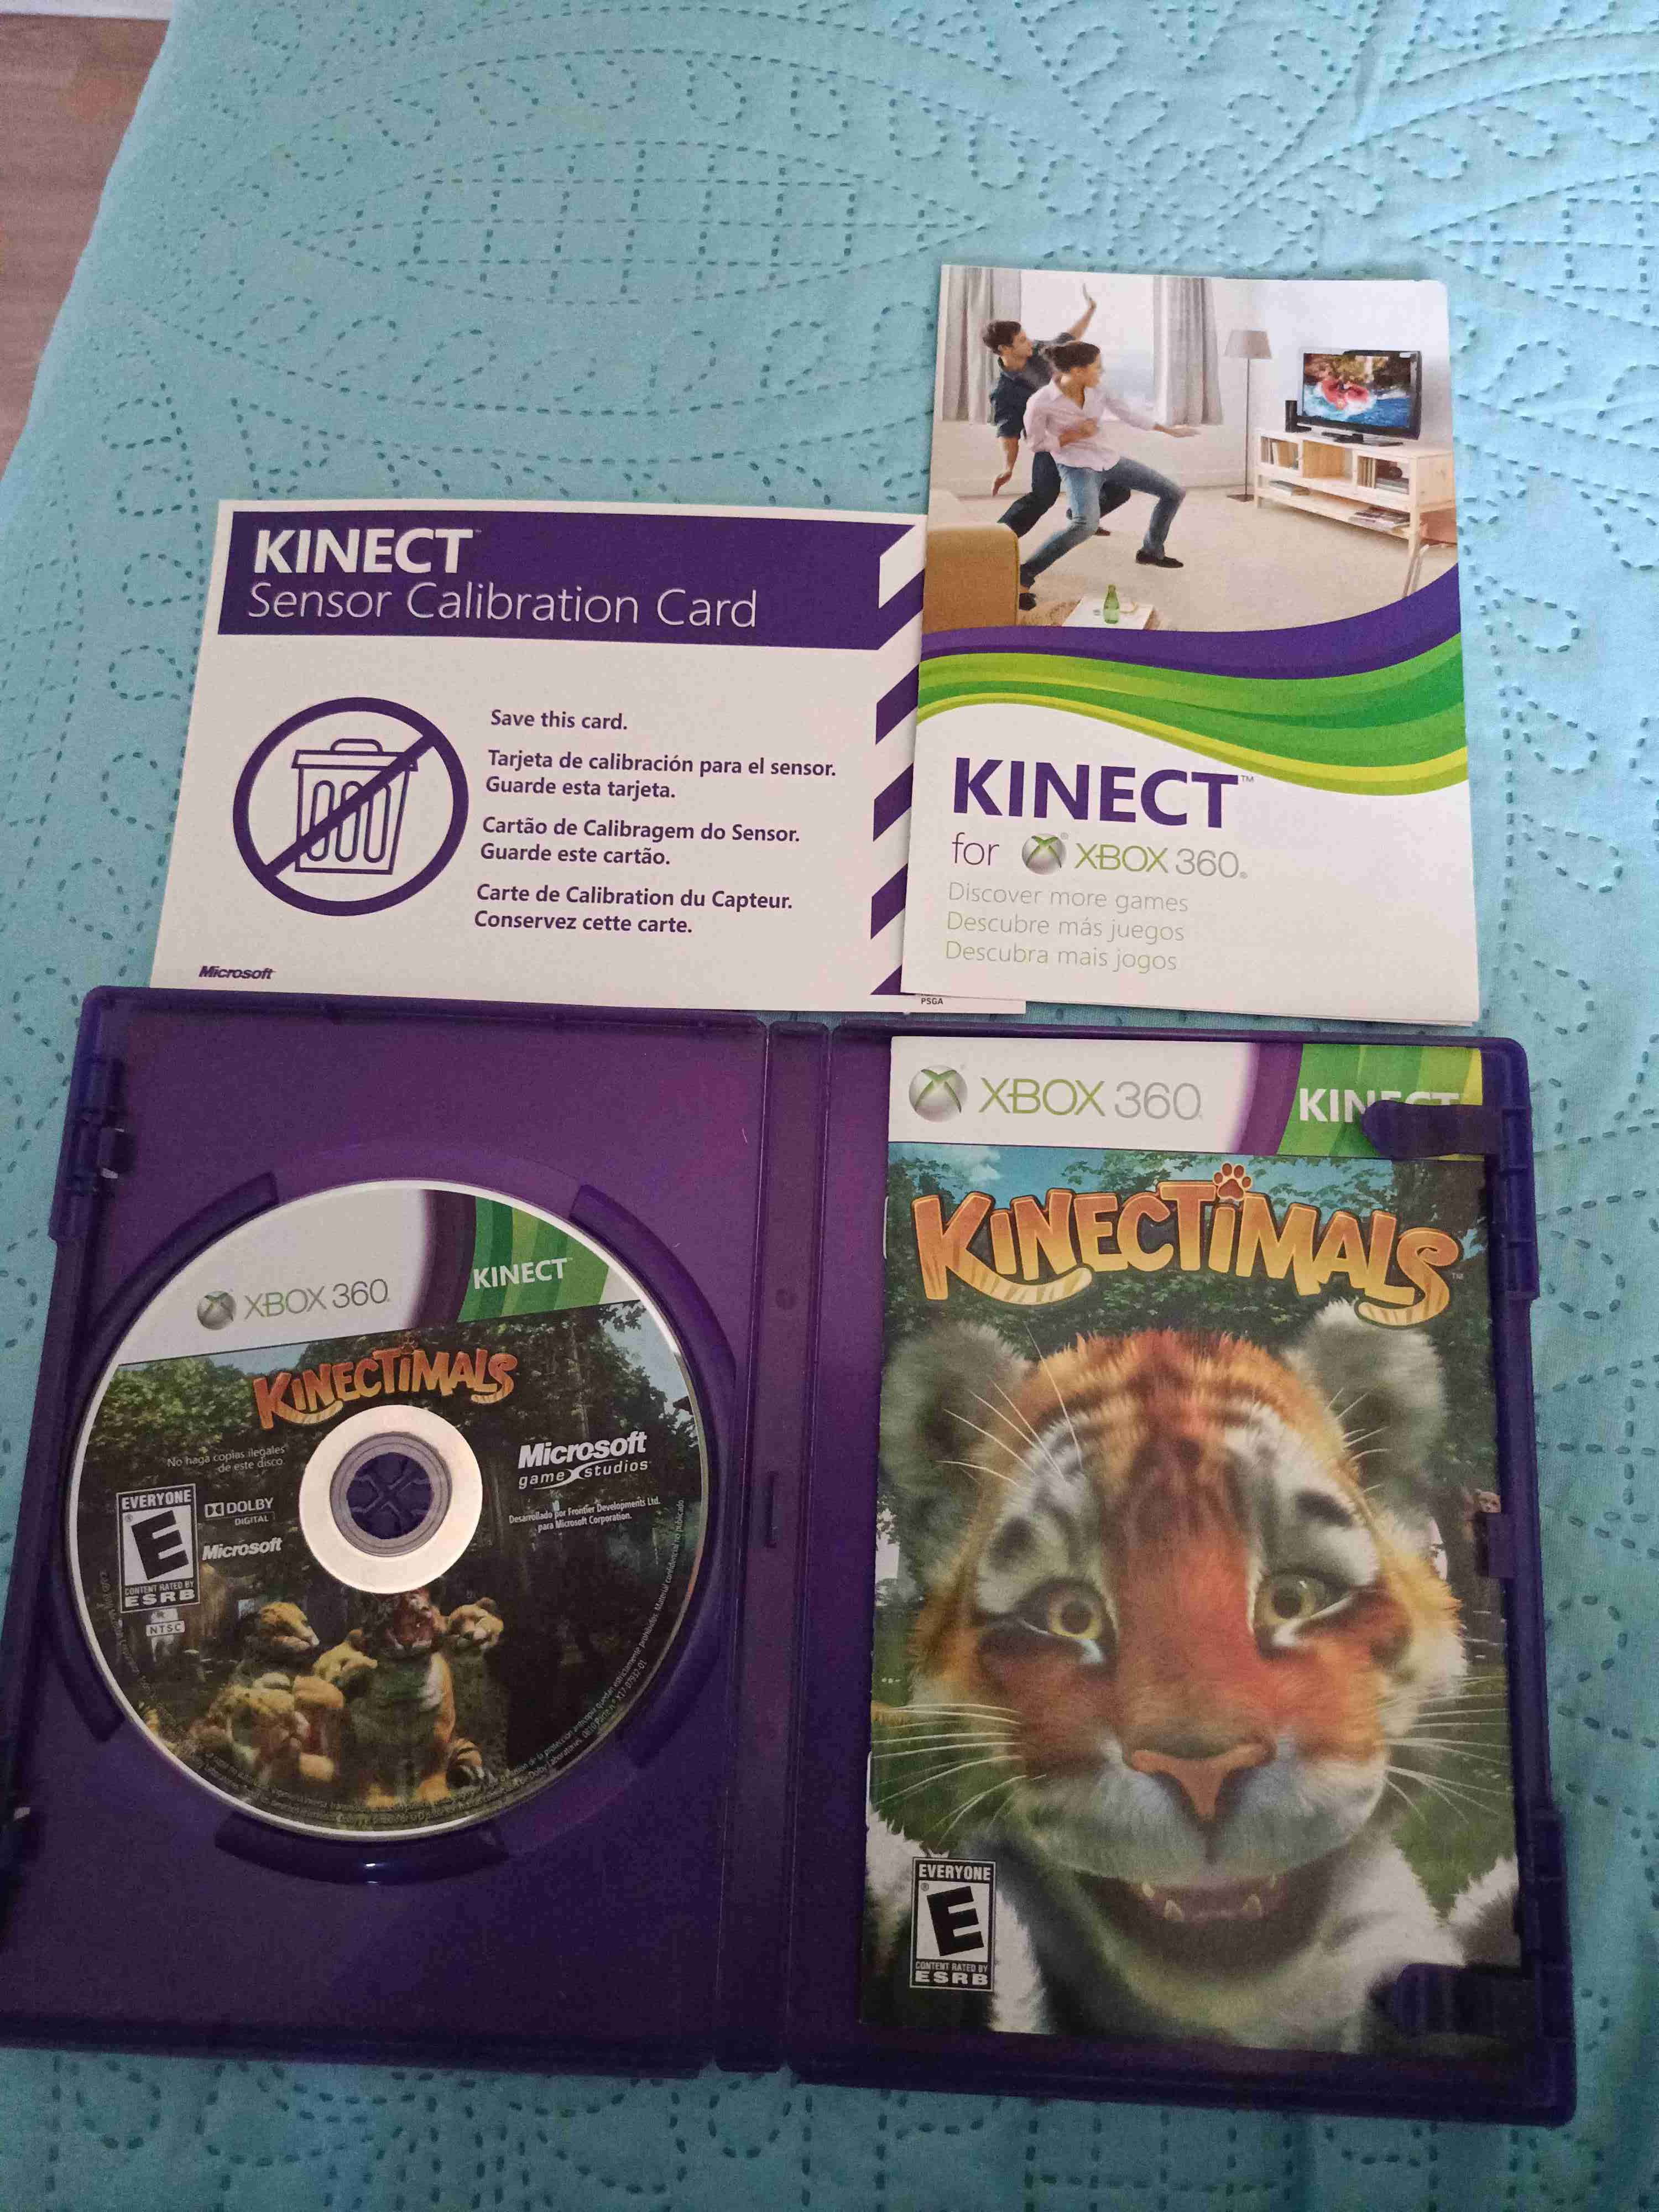 KINECT™
Sensor Calibration Card
Save this card.
Tarjeta de calibración para el sensor.
Guarde esta tarjeta.
Cartão de Calibragem do Sensor.
Guarde este cartão.
Carte de Calibration du Capteur.
Conservez cette carte.
Microsoft
PSGA
KINECT™
for XBOX 360®
Discover more games
Descubre más juegos
Descubra mais jogos
XBOX 360
KINECT
KINECTiMALS
No haga copias ilegales
de este disco
Microsoft
game studios
Desarrollado por Frontier Developments Ltd.
para Microsoft Corporation.
EVERYONE
E
CONTENT RATED BY
ESRB
DOLBY
DIGITAL
Microsoft
NTSC
XBOX 360
KINECT
KINECTiMALS™
EVERYONE
E
CONTENT RATED BY
ESRB